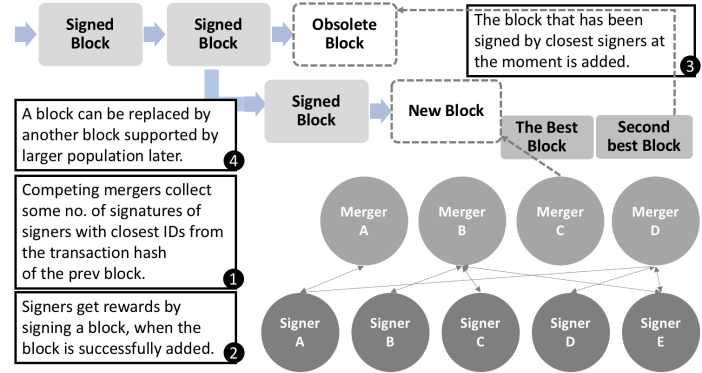 Signed
Block
Signed
Block
Obsolete
Block
The block that has been
signed by closest signers at
the moment is added.
3
Signed
Block
New Block
The Best
Block
Second
best Block
A block can be replaced by
another block supported by
larger population later.
4
Competing mergers collect
some no. of signatures of
signers with closest IDs from
the transaction hash
of the prev block.
1
Signers get rewards by
signing a block, when the
block is successfully added.
2
Merger
A
Merger
B
Merger
C
Merger
D
Signer
A
Signer
B
Signer
C
Signer
D
Signer
E